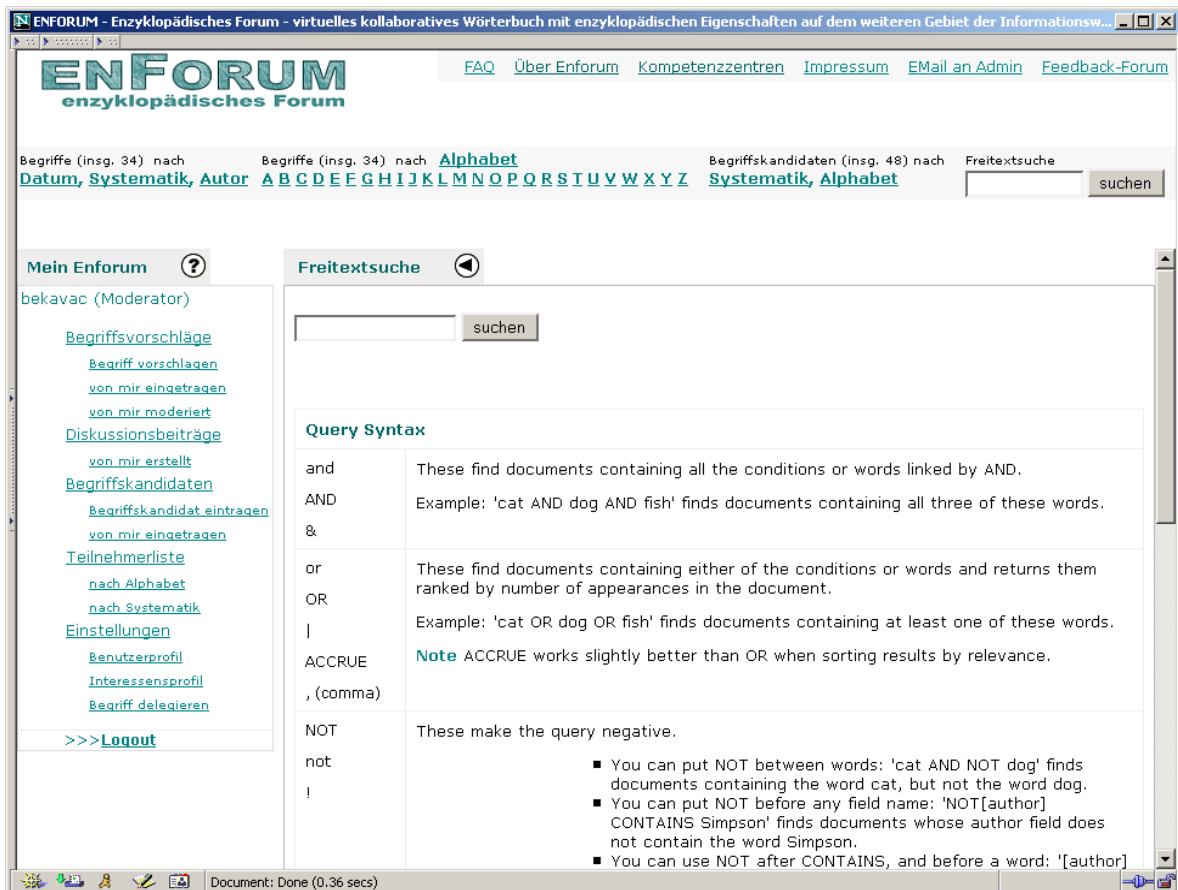 ENFORUM - Enzyklopädisches Forum - virtuelles kollaboratives Wörterbuch mit enzyklopädischen Eigenschaften auf dem weiteren Gebiet der Informationsw...
ENFORUM
enzyklopädisches Forum
FAQ Über Enforum Kompetenzzentren Impressum EMail an Admin Feedback-Forum
Begriffe (insg. 34) nach
Datum, Systematik, Autor
Begriffe (insg. 34) nach Alphabet
A B C D E F G H I J K L M N O P Q R S T U V W X Y Z
Begriffskandidaten (insg. 48) nach
Systematik, Alphabet
Freitextsuche
suchen
Mein Enforum ?
bekavac (Moderator)
Begriffsvorschläge
Begriff vorschlagen
von mir eingetragen
von mir moderiert
Diskussionsbeiträge
von mir erstellt
Begriffskandidaten
Begriffskandidat eintragen
von mir eingetragen
Teilnehmerliste
nach Alphabet
nach Systematik
Einstellungen
Benutzerprofil
Interessensprofil
Begriff delegieren
>>>Logout
Freitextsuche
suchen
Query Syntax
and
AND
&
These find documents containing all the conditions or words linked by AND.
Example: 'cat AND dog AND fish' finds documents containing all three of these words.
or
OR
|
ACCRUE
, (comma)
These find documents containing either of the conditions or words and returns them
ranked by number of appearances in the document.
Example: 'cat OR dog OR fish' finds documents containing at least one of these words.
Note ACCRUE works slightly better than OR when sorting results by relevance.
NOT
not
!
These make the query negative.
■ You can put NOT between words: 'cat AND NOT dog' finds
documents containing the word cat, but not the word dog.
■ You can put NOT before any field name: 'NOT[author]
CONTAINS Simpson' finds documents whose author field does
not contain the word Simpson.
■ You can use NOT after CONTAINS, and before a word: '[author]
Document: Done (0.36 secs)